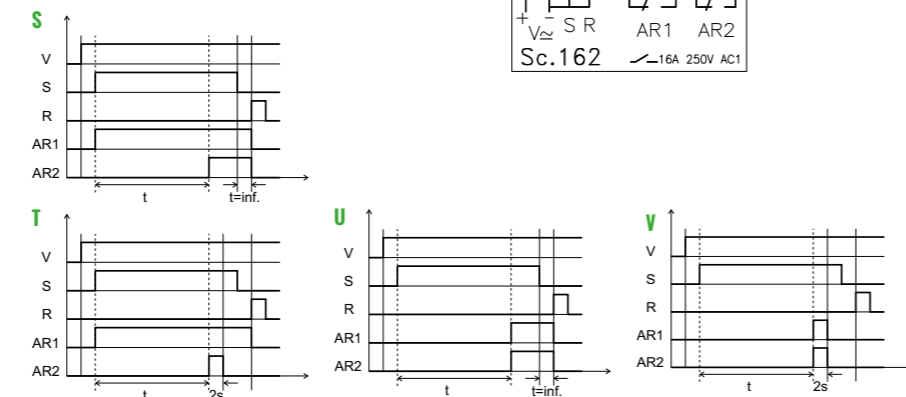 + V≃ - S R AR1 AR2
Sc.162 16A 250V AC1
S
V
S
R
AR1
AR2
t t=inf.
T
V
S
R
AR1
AR2
t 2s
U
V
S
R
AR1
AR2
t t=inf.
V
V
S
R
AR1
AR2
t 2s